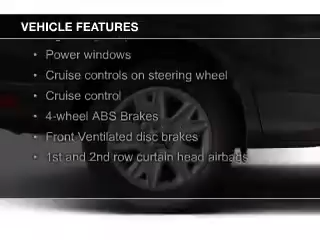 VEHICLE FEATURES
• Power windows
• Cruise controls on steering wheel
• Cruise control
• 4-wheel ABS Brakes
• Front Ventilated disc brakes
• 1st and 2nd row curtain head airbags